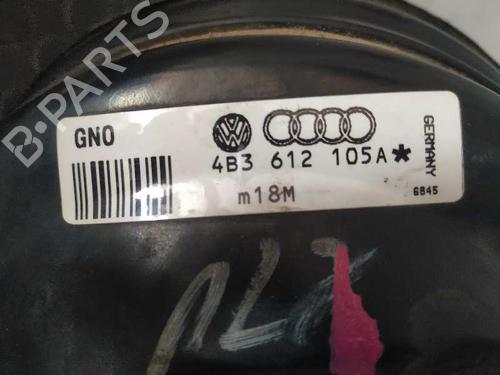 GNO
4B3 612 105A*
m18M
GERMANY
6B45
B-PARTS